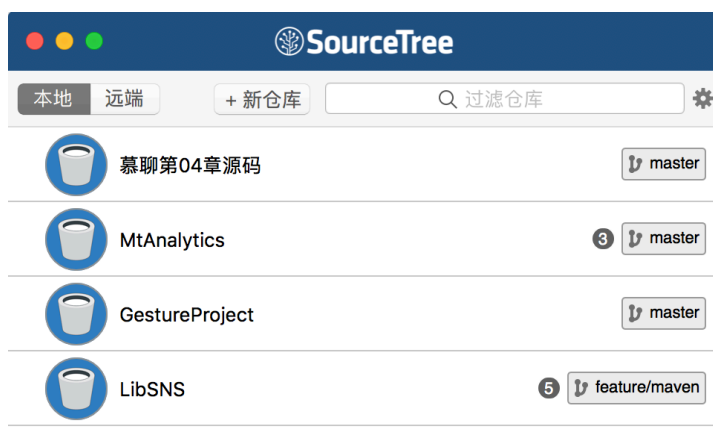 SourceTree
本地 远端 + 新仓库 过滤仓库
慕聊第04章源码 master
MtAnalytics 3 master
GestureProject master
LibSNS 5 feature/maven